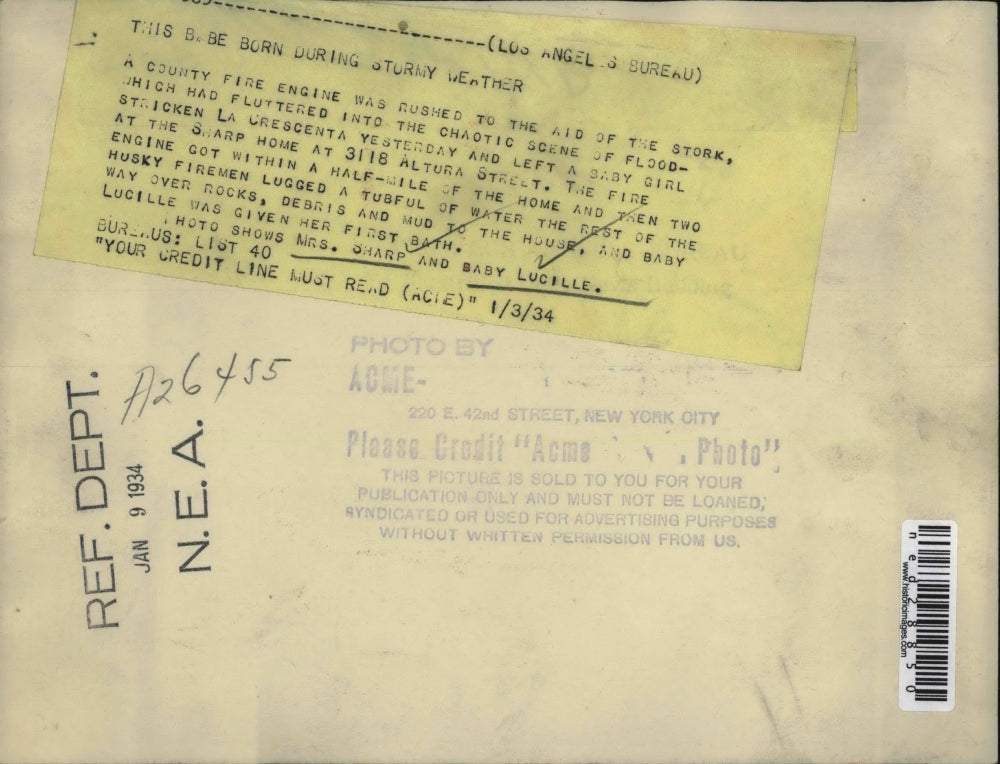 (LOS ANGELES BUREAU)
THIS BABE BORN DURING STORMY WEATHER
A COUNTY FIRE ENGINE WAS RUSHED TO THE AID OF THE STORK,
WHICH HAD FLUTTERED INTO THE CHAOTIC SCENE OF FLOOD-
STRICKEN LA CRESCENTA YESTERDAY AND LEFT A BABY GIRL
AT THE SHARP HOME AT 3118 ALTURA STREET. THE FIRE
ENGINE GOT WITHIN A HALF-MILE OF THE HOME AND THEN TWO
HUSKY FIREMEN LUGGED A TUBFUL OF WATER THE REST OF THE
WAY OVER ROCKS, DEBRIS AND MUD TO THE HOUSE, AND BABY
LUCILLE WAS GIVEN HER FIRST BATH.
PHOTO SHOWS MRS. SHARP AND BABY LUCILLE.
BUREAUS: LIST 40
"YOUR CREDIT LINE MUST READ (ACME)" 1/3/34
REF. DEPT.
JAN 9 1934
N.E.A.
A26455
PHOTO BY
ACME-
220 E. 42nd STREET, NEW YORK CITY
Please Credit "Acme Photo"
THIS PICTURE IS SOLD TO YOU FOR YOUR
PUBLICATION ONLY AND MUST NOT BE LOANED,
SYNDICATED OR USED FOR ADVERTISING PURPOSES
WITHOUT WRITTEN PERMISSION FROM US.
ned28850
www.historicimages.com